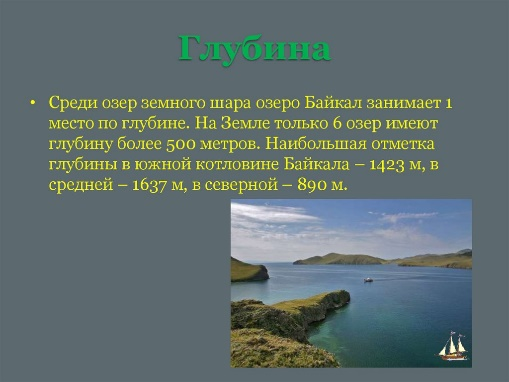 Глубина
• Среди озер земного шара озеро Байкал занимает 1
место по глубине. На Земле только 6 озер имеют
глубину более 500 метров. Наибольшая отметка
глубины в южной котловине Байкала – 1423 м, в
средней – 1637 м, в северной – 890 м.